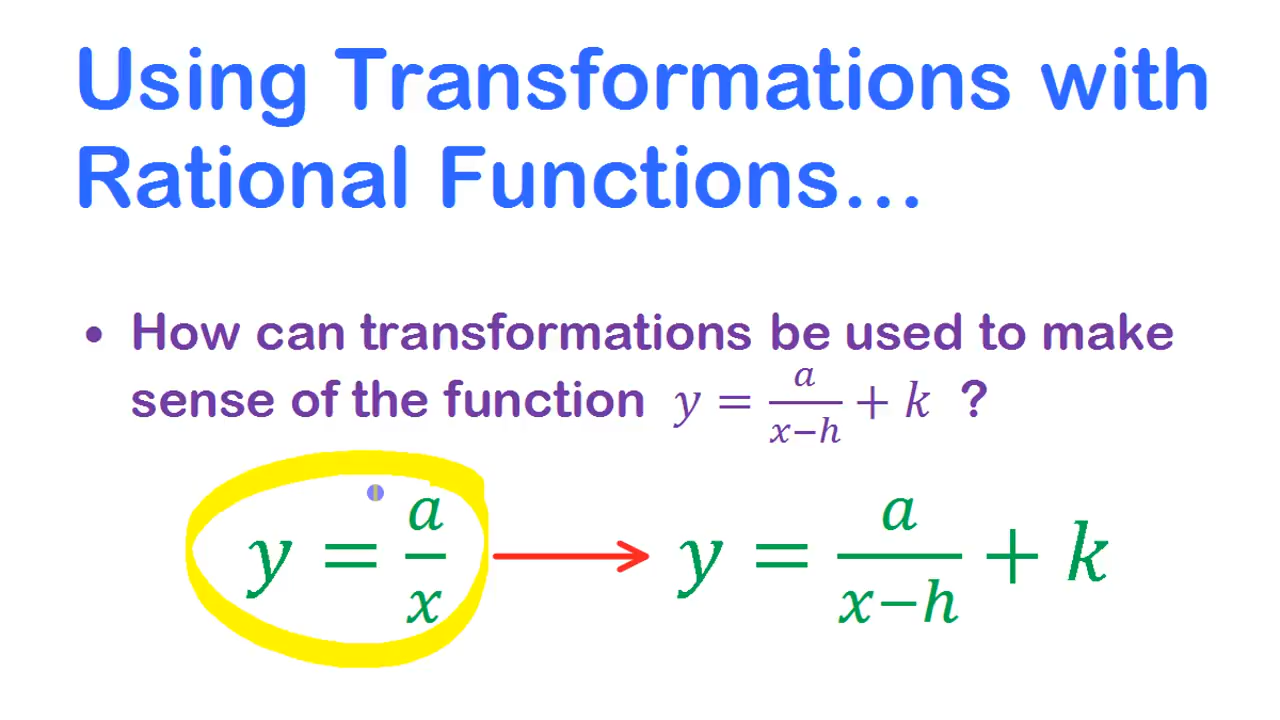 Using Transformations with
Rational Functions...
• How can transformations be used to make
sense of the function y = a/(x−h) + k ?
y = a/x → y = a/(x−h) + k